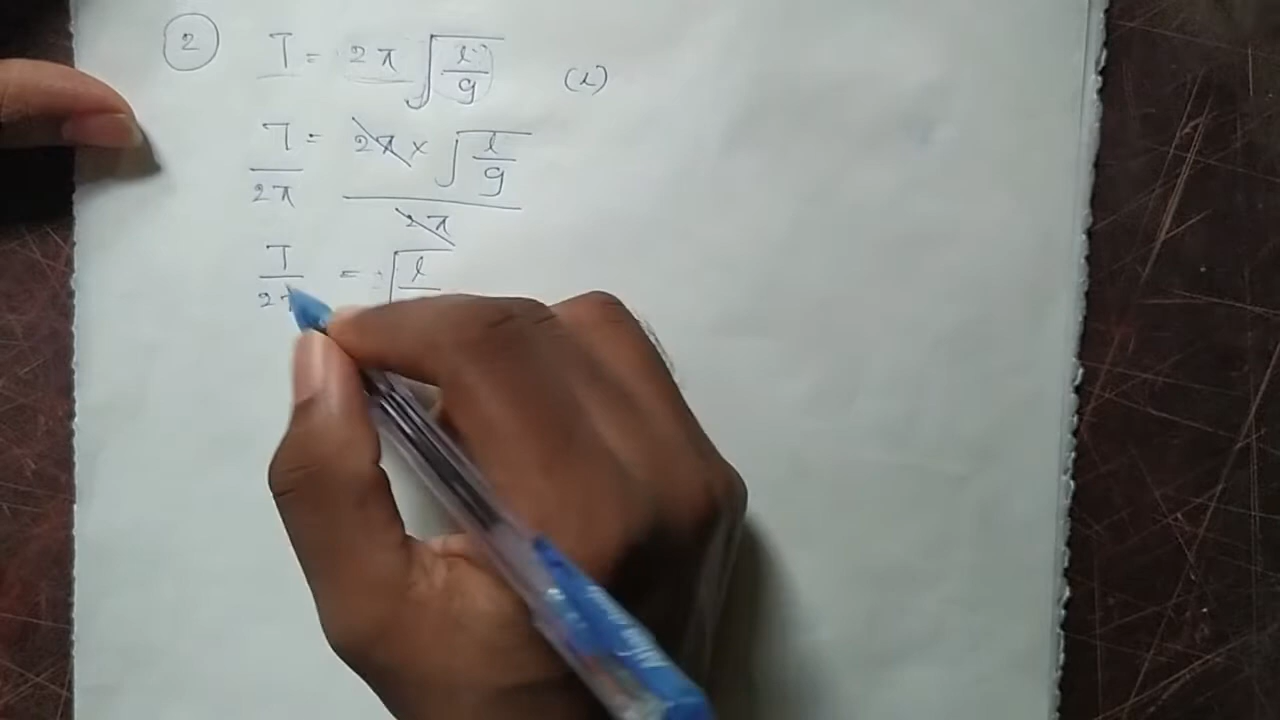 ② T = 2π √(l/g) (l)
T/2π = (2π × √(l/g))/2π
T/2π = √(l/